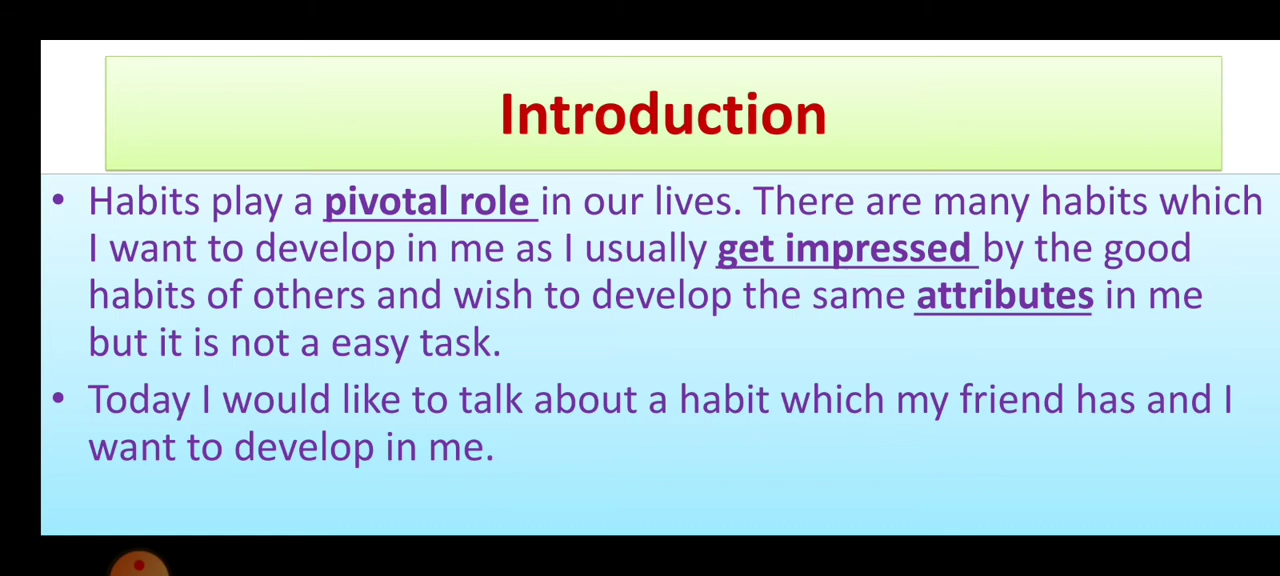 Introduction
• Habits play a pivotal role in our lives. There are many habits which
I want to develop in me as I usually get impressed by the good
habits of others and wish to develop the same attributes in me
but it is not a easy task.
• Today I would like to talk about a habit which my friend has and I
want to develop in me.